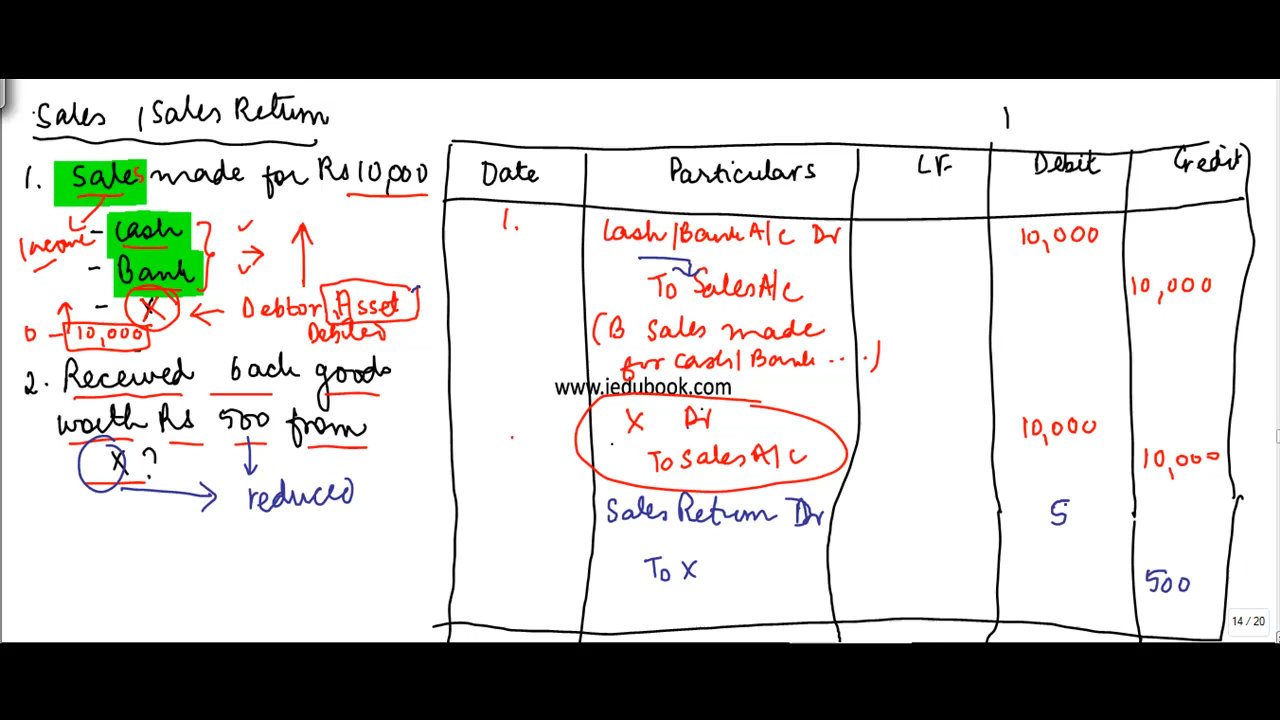 Sales / Sales Return
1. Sales made for Rs 10,000
Income - Cash
- Bank
- X ← Debtor Asset
0 - 10,000 Debited
2. Received back goods
worth Rs 500 from
X?
reduced
1
Date Particulars LF Debit Credit
1. Cash/Bank A/c Dr 10,000
To Sales A/c 10,000
(B Sales made
for cash/Bank ....)
www.iedubook.com
X Dr 10,000
To Sales A/c 10,000
Sales Return Dr 5
To X 500
14 / 20